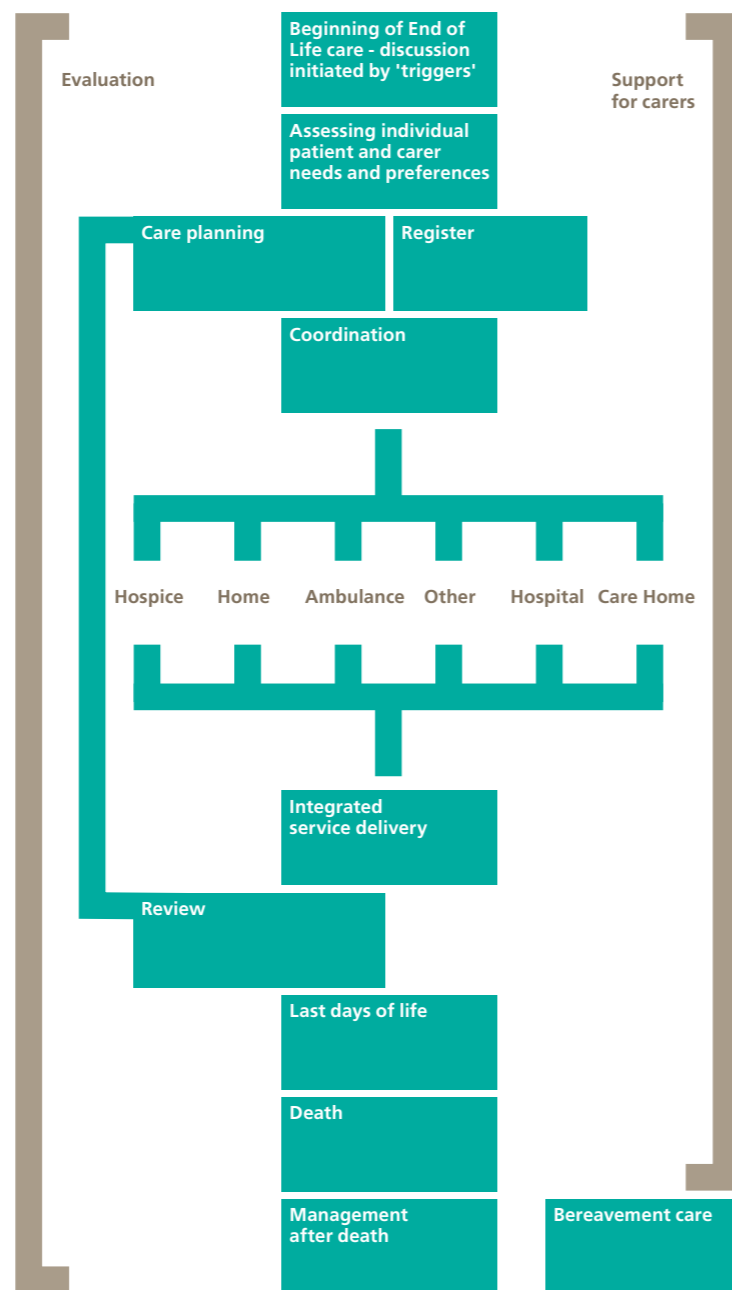 Beginning of End of
Life care - discussion
initiated by 'triggers'
Evaluation
Support
for carers
Assessing individual
patient and carer
needs and preferences
Care planning
Register
Coordination
Hospice
Home
Ambulance
Other
Hospital
Care Home
Integrated
service delivery
Review
Last days of life
Death
Management
after death
Bereavement care